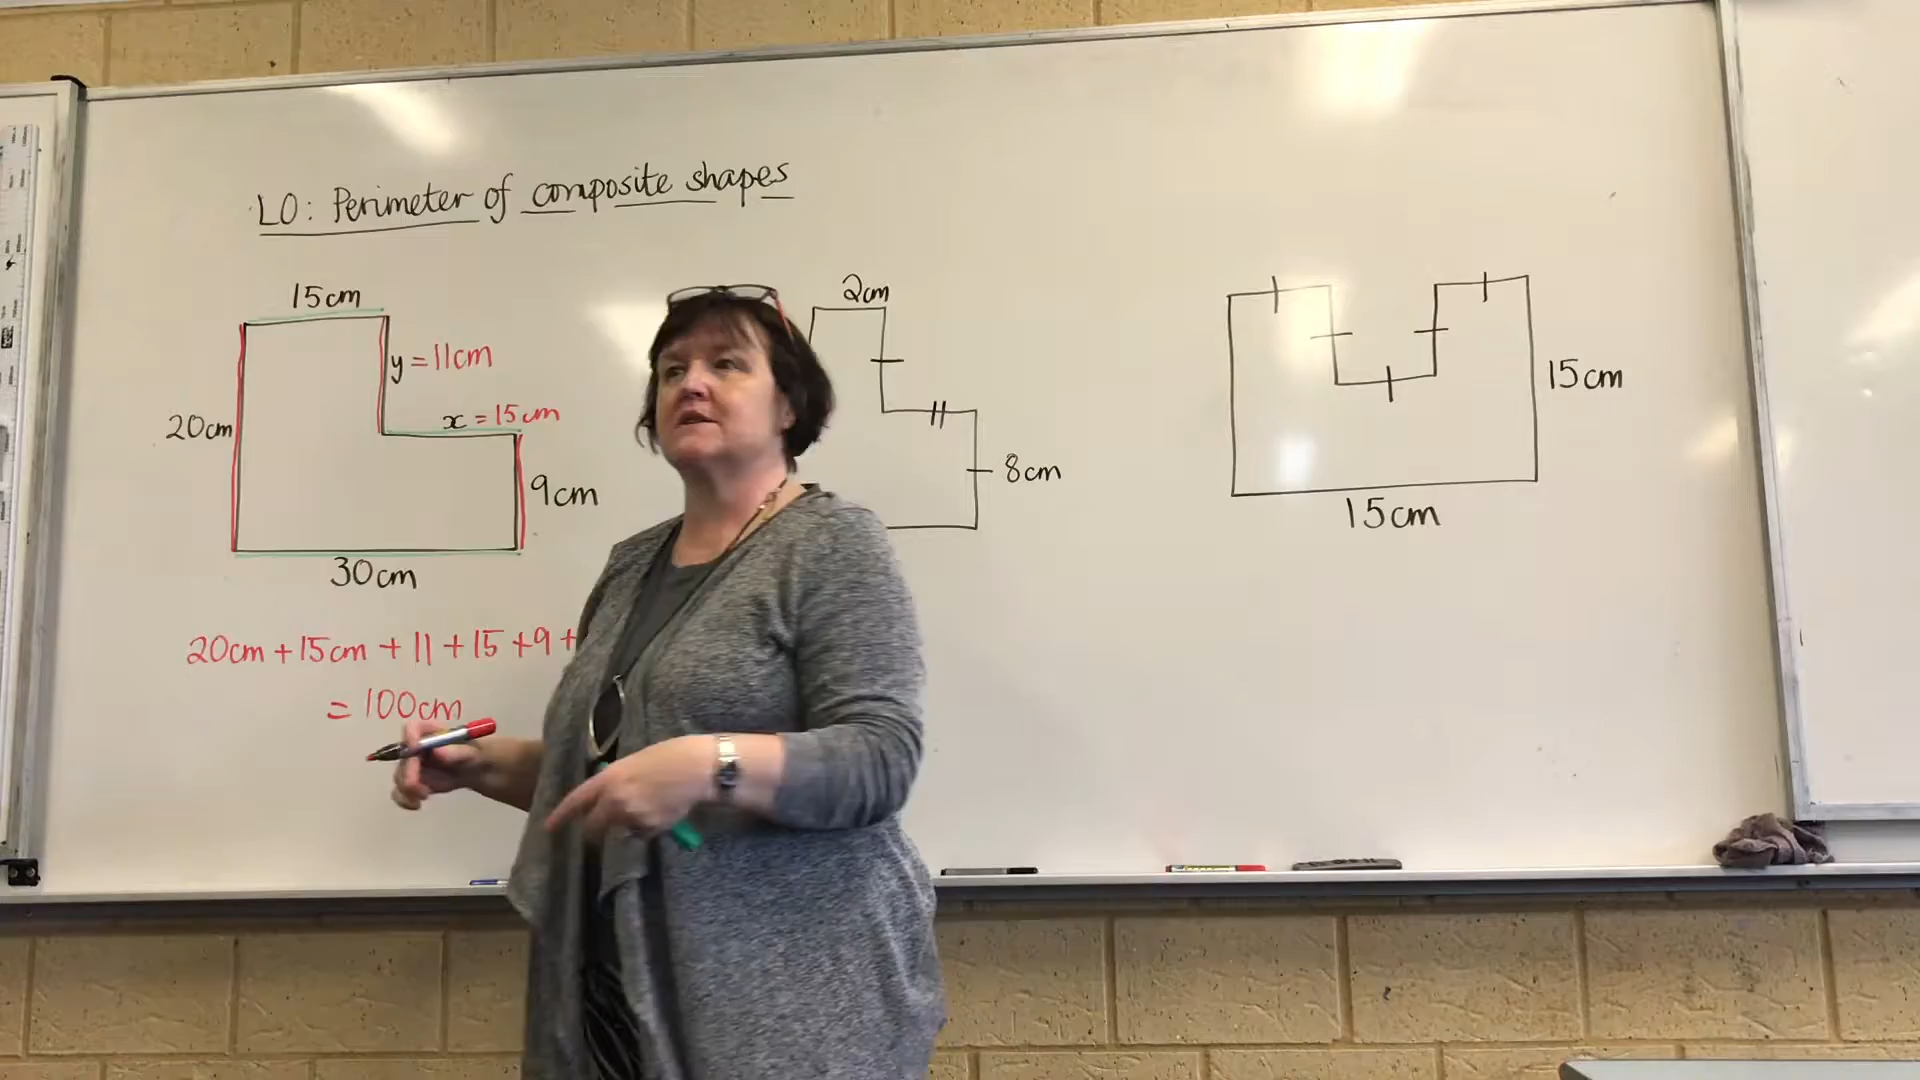 LO: Perimeter of composite shapes
15cm
y = 11cm
x = 15cm
20cm
9cm
30cm
20cm + 15cm + 11 + 15 + 9 +
= 100cm
2cm
8cm
15cm
15cm